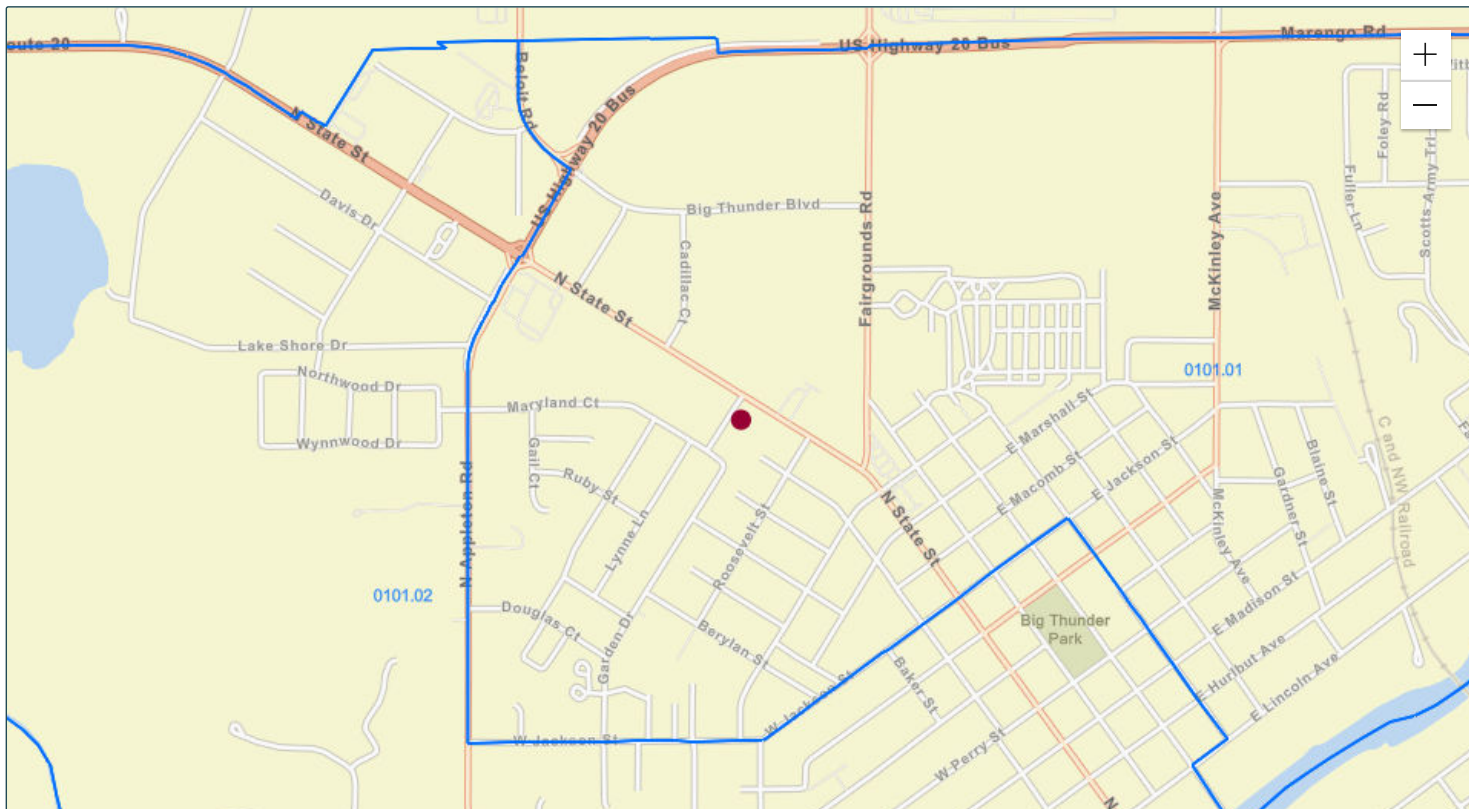 oute 20
US Highway 20 Bus
Marengo Rd
+
−
Beloit Rd
US Highway 20 Bus
N State St
Foley Rd
Scotts Army Trl
Fuller Ln
Davis Dr
Big Thunder Blvd
Fairgrounds Rd
McKinley Ave
Cadillac Ct
N State St
Lake Shore Dr
Northwood Dr
0101.01
Maryland Ct
E Marshall St
Wynnwood Dr
Gail Ct
Ruby St
E Macomb St
E Jackson St
Blaine St
Gardner St
C and NW Railroad
N Appleton Rd
Lynne Ln
Roosevelt St
N State St
McKinley Ave
0101.02
Douglas Ct
Garden Dr
Berylan St
Big Thunder
Park
E Madison St
E Hurlbut Ave
E Lincoln Ave
Baker St
W Jackson St
W Jackson St
W Perry St
N